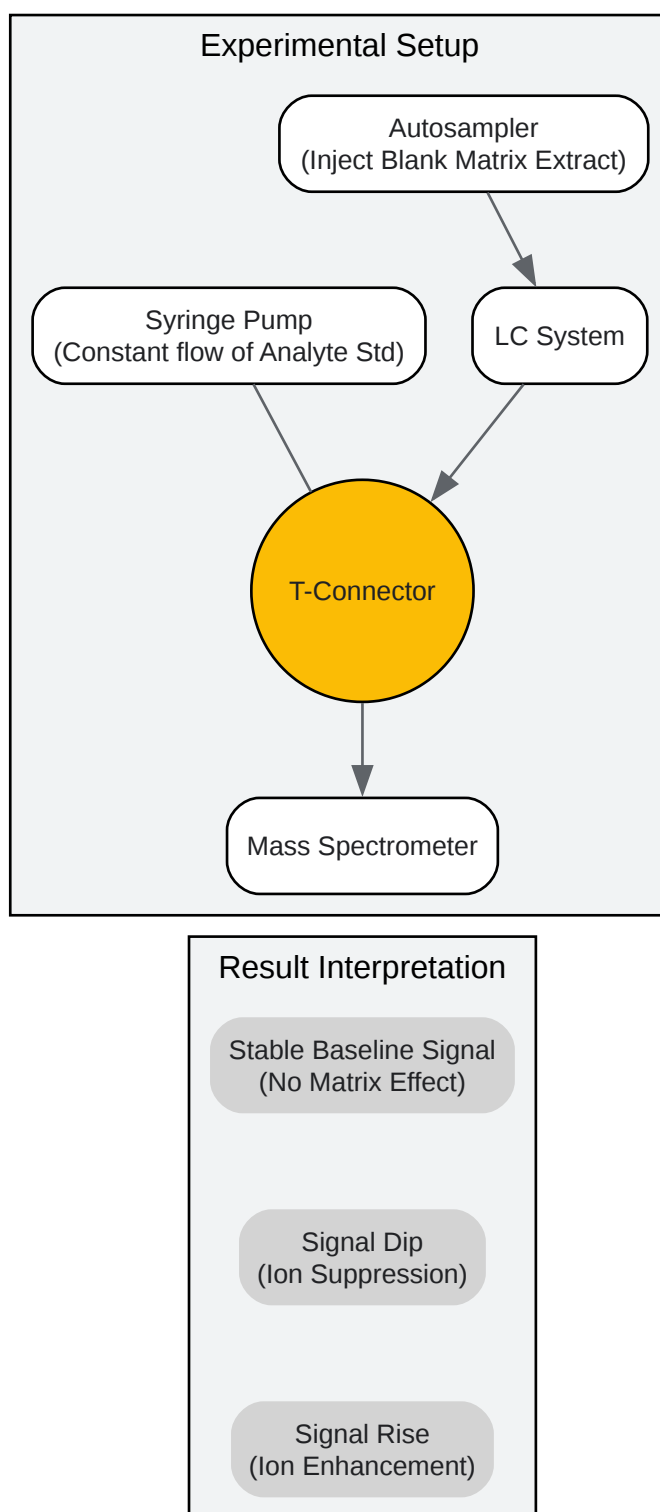 Experimental Setup
Autosampler
(Inject Blank Matrix Extract)
Syringe Pump
(Constant flow of Analyte Std)
LC System
T-Connector
Mass Spectrometer
Result Interpretation
Stable Baseline Signal
(No Matrix Effect)
Signal Dip
(Ion Suppression)
Signal Rise
(Ion Enhancement)